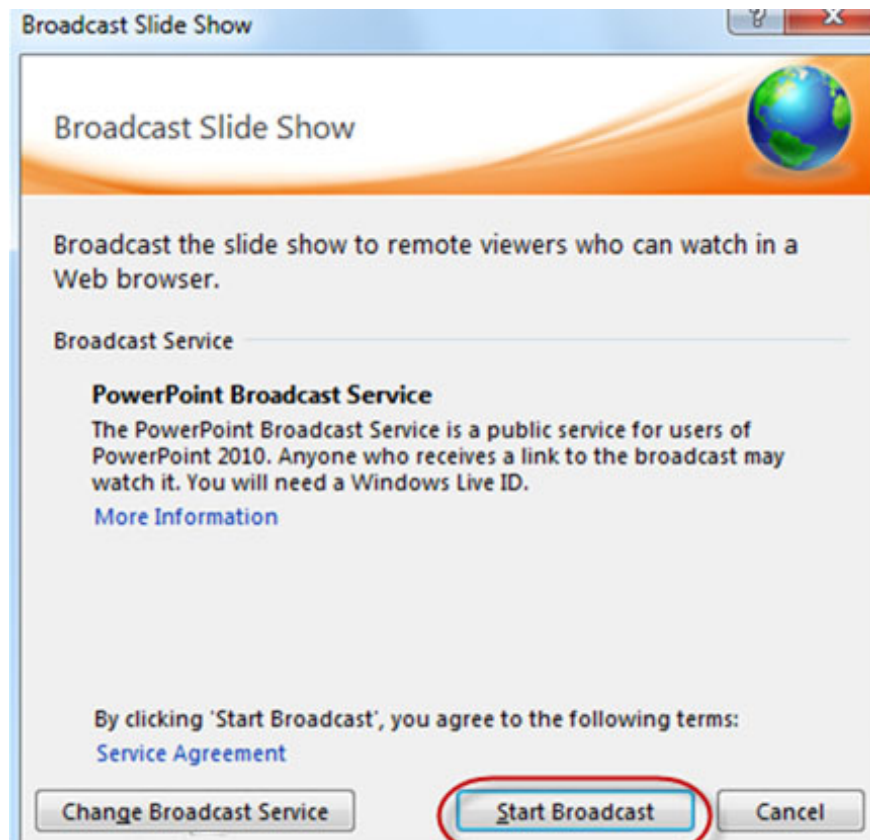 Broadcast Slide Show
Broadcast Slide Show
Broadcast the slide show to remote viewers who can watch in a
Web browser.
Broadcast Service
PowerPoint Broadcast Service
The PowerPoint Broadcast Service is a public service for users of
PowerPoint 2010. Anyone who receives a link to the broadcast may
watch it. You will need a Windows Live ID.
More Information
By clicking 'Start Broadcast', you agree to the following terms:
Service Agreement
Change Broadcast Service Start Broadcast Cancel